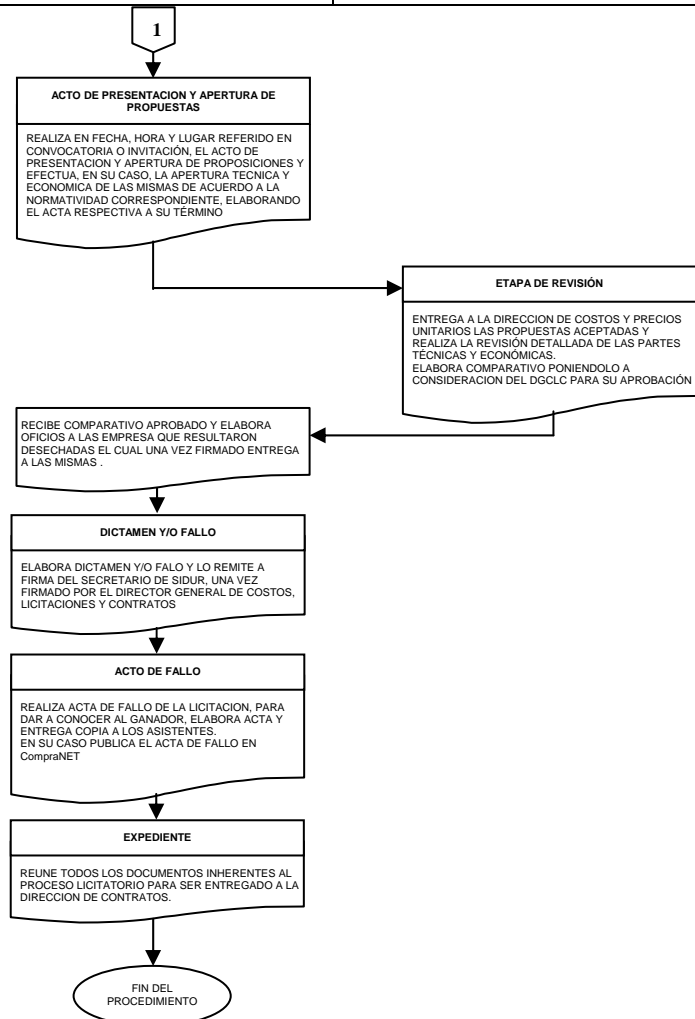 1
ACTO DE PRESENTACION Y APERTURA DE
PROPUESTAS
REALIZA EN FECHA, HORA Y LUGAR REFERIDO EN
CONVOCATORIA O INVITACIÓN, EL ACTO DE
PRESENTACION Y APERTURA DE PROPOSICIONES Y
EFECTUA, EN SU CASO, LA APERTURA TECNICA Y
ECONOMICA DE LAS MISMAS DE ACUERDO A LA
NORMATIVIDAD CORRESPONDIENTE, ELABORANDO
EL ACTA RESPECTIVA A SU TÉRMINO
ETAPA DE REVISIÓN
ENTREGA A LA DIRECCION DE COSTOS Y PRECIOS
UNITARIOS LAS PROPUESTAS ACEPTADAS Y
REALIZA LA REVISIÓN DETALLADA DE LAS PARTES
TÉCNICAS Y ECONÓMICAS.
ELABORA COMPARATIVO PONIENDOLO A
CONSIDERACION DEL DGCLC PARA SU APROBACIÓN
RECIBE COMPARATIVO APROBADO Y ELABORA
OFICIOS A LAS EMPRESA QUE RESULTARON
DESECHADAS EL CUAL UNA VEZ FIRMADO ENTREGA
A LAS MISMAS .
DICTAMEN Y/O FALLO
ELABORA DICTAMEN Y/O FALO Y LO REMITE A
FIRMA DEL SECRETARIO DE SIDUR, UNA VEZ
FIRMADO POR EL DIRECTOR GENERAL DE COSTOS,
LICITACIONES Y CONTRATOS
ACTO DE FALLO
REALIZA ACTA DE FALLO DE LA LICITACION, PARA
DAR A CONOCER AL GANADOR, ELABORA ACTA Y
ENTREGA COPIA A LOS ASISTENTES.
EN SU CASO PUBLICA EL ACTA DE FALLO EN
CompraNET
EXPEDIENTE
REUNE TODOS LOS DOCUMENTOS INHERENTES AL
PROCESO LICITATORIO PARA SER ENTREGADO A LA
DIRECCION DE CONTRATOS.
FIN DEL
PROCEDIMIENTO